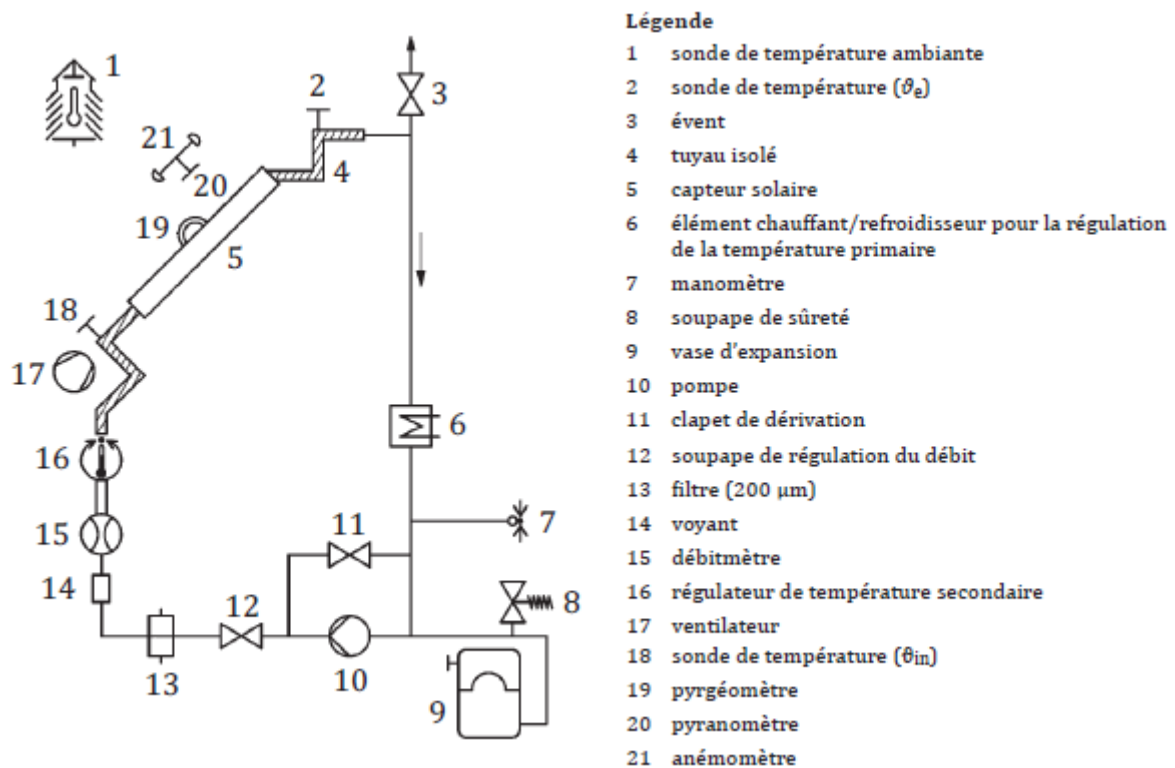 1
2
3
21
20
4
19
5
18
17
16
6
15
11
7
14
12
8
13
10
9
Légende
1 sonde de température ambiante
2 sonde de température (ϑe)
3 évent
4 tuyau isolé
5 capteur solaire
6 élément chauffant/refroidisseur pour la régulation
de la température primaire
7 manomètre
8 soupape de sûreté
9 vase d'expansion
10 pompe
11 clapet de dérivation
12 soupape de régulation du débit
13 filtre (200 µm)
14 voyant
15 débitmètre
16 régulateur de température secondaire
17 ventilateur
18 sonde de température (θin)
19 pyrgéomètre
20 pyranomètre
21 anémomètre